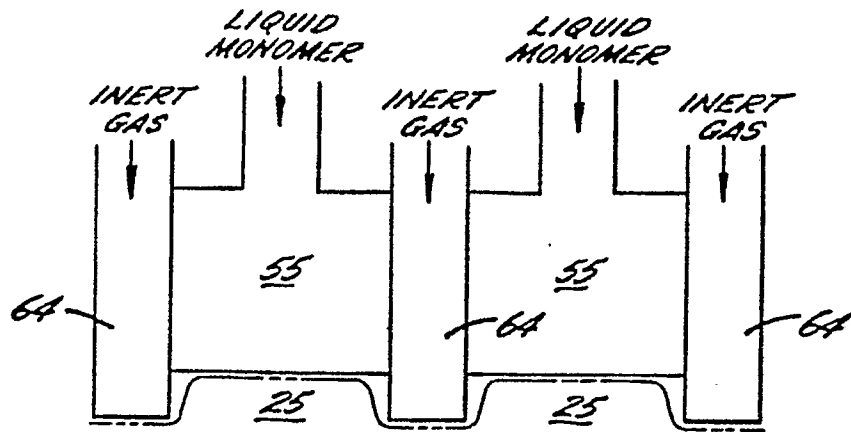 LIQUID
MONOMER
LIQUID
MONOMER
INERT
GAS
INERT
GAS
INERT
GAS
55
55
64
64
64
25
25